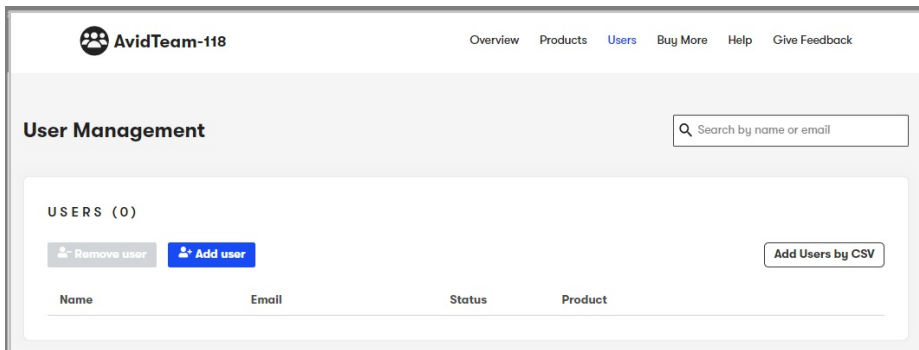 AvidTeam-118
Overview Products Users Buy More Help Give Feedback
User Management
Search by name or email
USERS (0)
Remove user Add user Add Users by CSV
Name Email Status Product